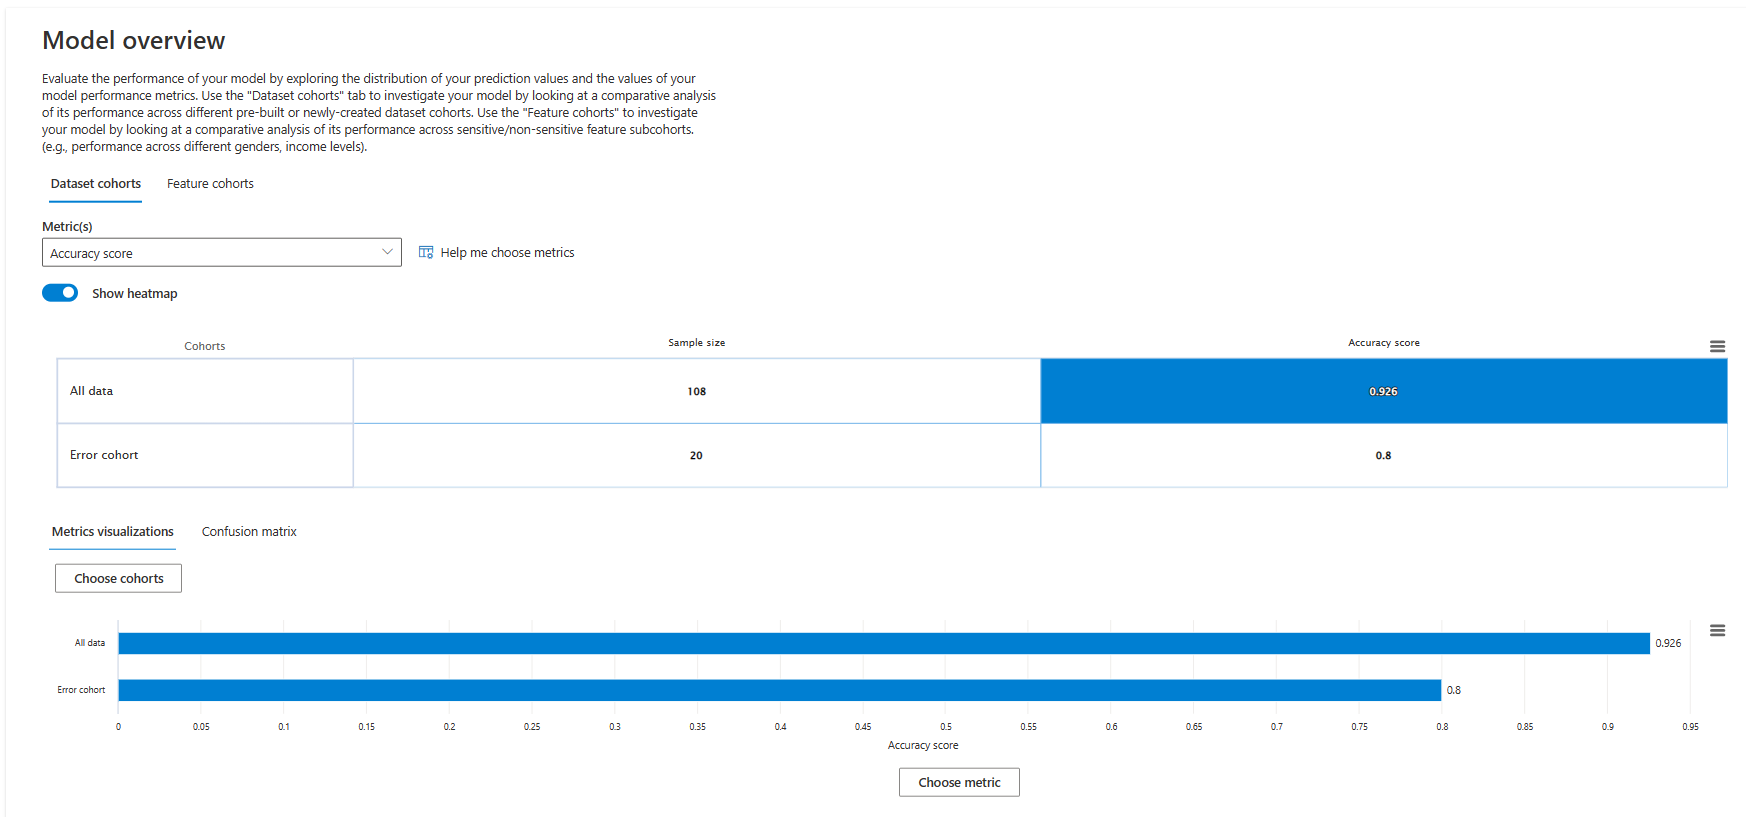 Model overview
Evaluate the performance of your model by exploring the distribution of your prediction values and the values of your
model performance metrics. Use the "Dataset cohorts" tab to investigate your model by looking at a comparative analysis
of its performance across different pre-built or newly-created dataset cohorts. Use the "Feature cohorts" to investigate
your model by looking at a comparative analysis of its performance across sensitive/non-sensitive feature subcohorts.
(e.g., performance across different genders, income levels).
Dataset cohorts Feature cohorts
Metric(s)
Accuracy score Help me choose metrics
Show heatmap
Cohorts Sample size Accuracy score
All data 108 0.926
Error cohort 20 0.8
Metrics visualizations Confusion matrix
Choose cohorts
All data 0.926
Error cohort 0.8
0 0.05 0.1 0.15 0.2 0.25 0.3 0.35 0.4 0.45 0.5 0.55 0.6 0.65 0.7 0.75 0.8 0.85 0.9 0.95
Accuracy score
Choose metric